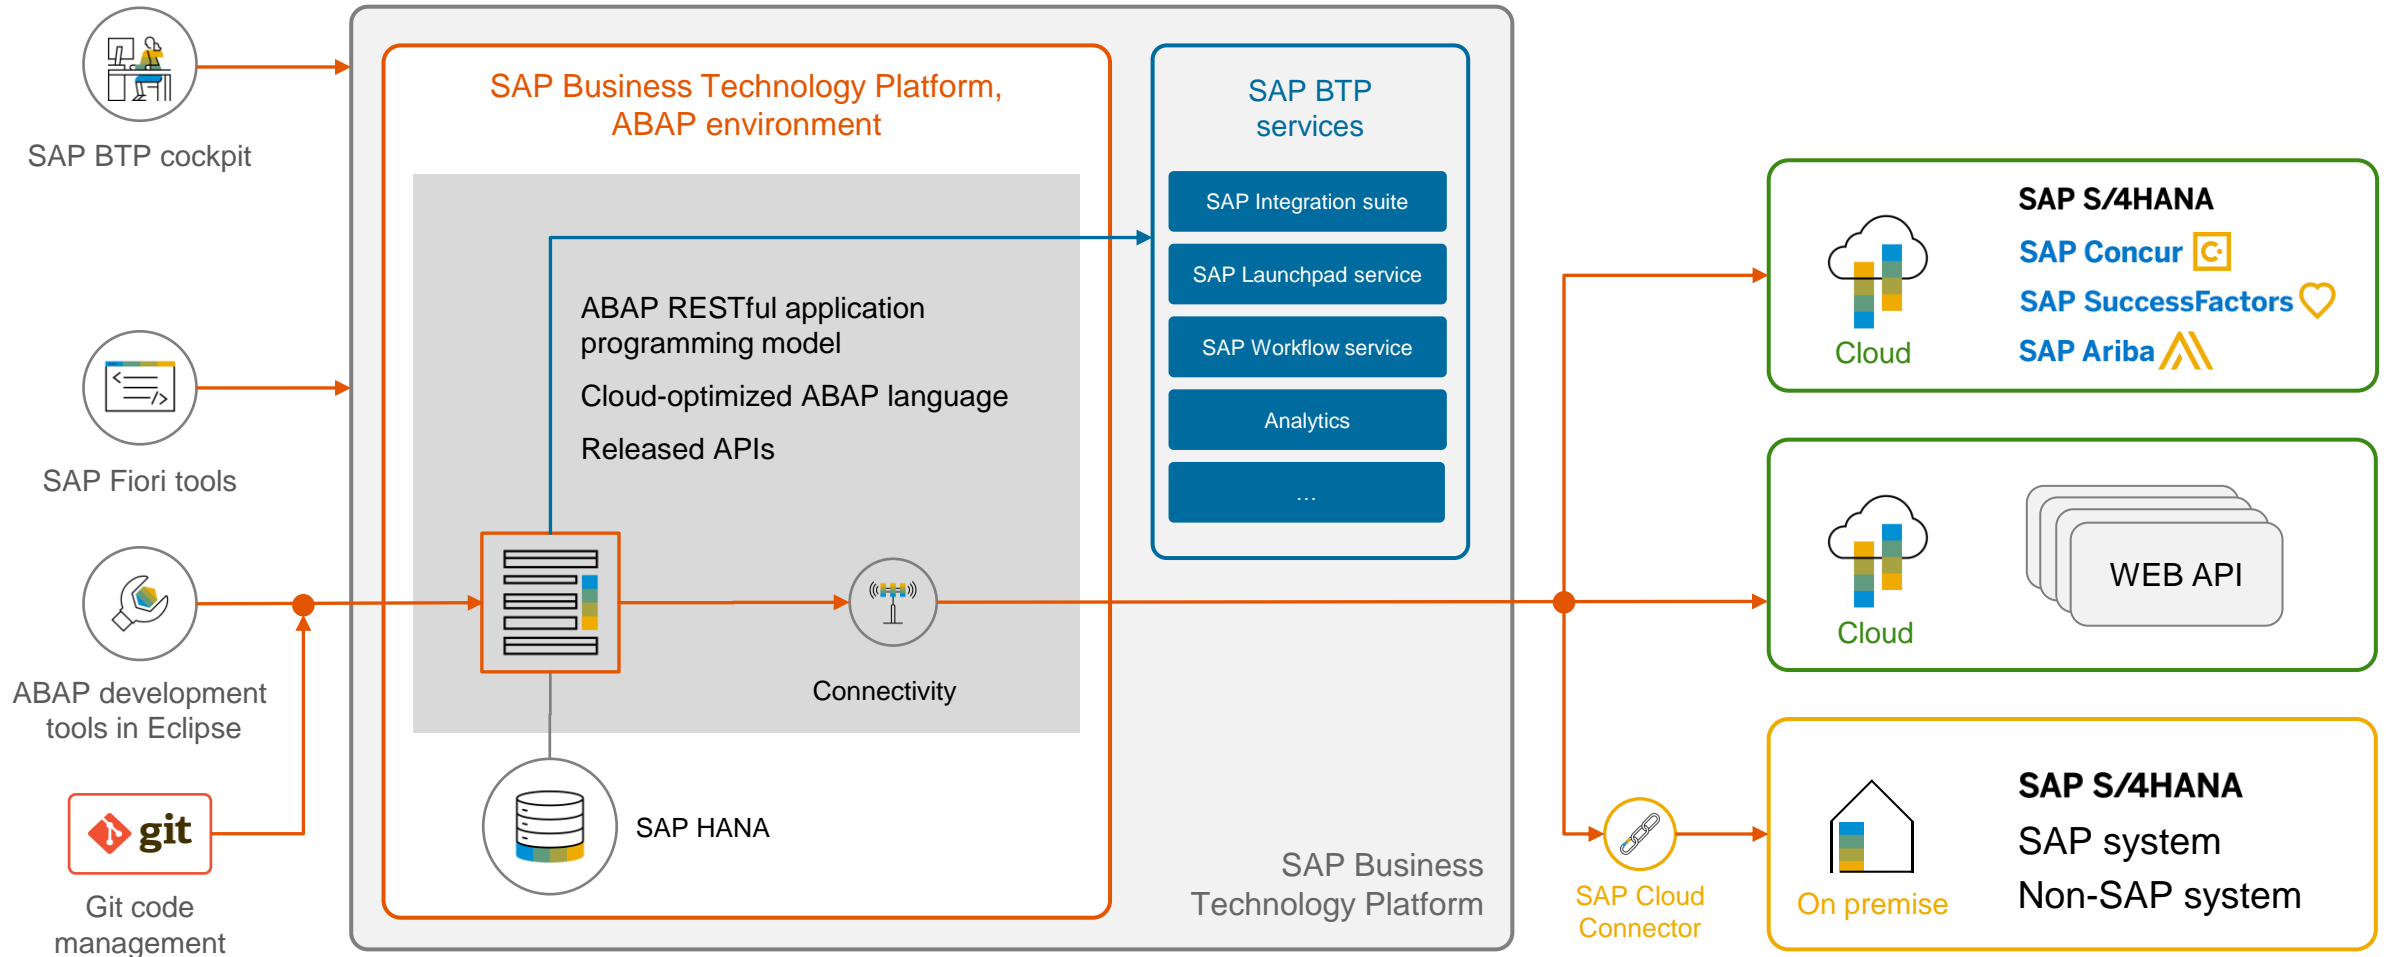 SAP BTP cockpit
SAP Fiori tools
ABAP development
tools in Eclipse
git
Git code
management
SAP Business Technology Platform,
ABAP environment
ABAP RESTful application
programming model
Cloud-optimized ABAP language
Released APIs
Connectivity
SAP HANA
SAP BTP
services
SAP Integration suite
SAP Launchpad service
SAP Workflow service
Analytics
...
SAP Business
Technology Platform
SAP Cloud
Connector
Cloud
SAP S/4HANA
SAP Concur C.
SAP SuccessFactors
SAP Ariba
Cloud
WEB API
On premise
SAP S/4HANA
SAP system
Non-SAP system